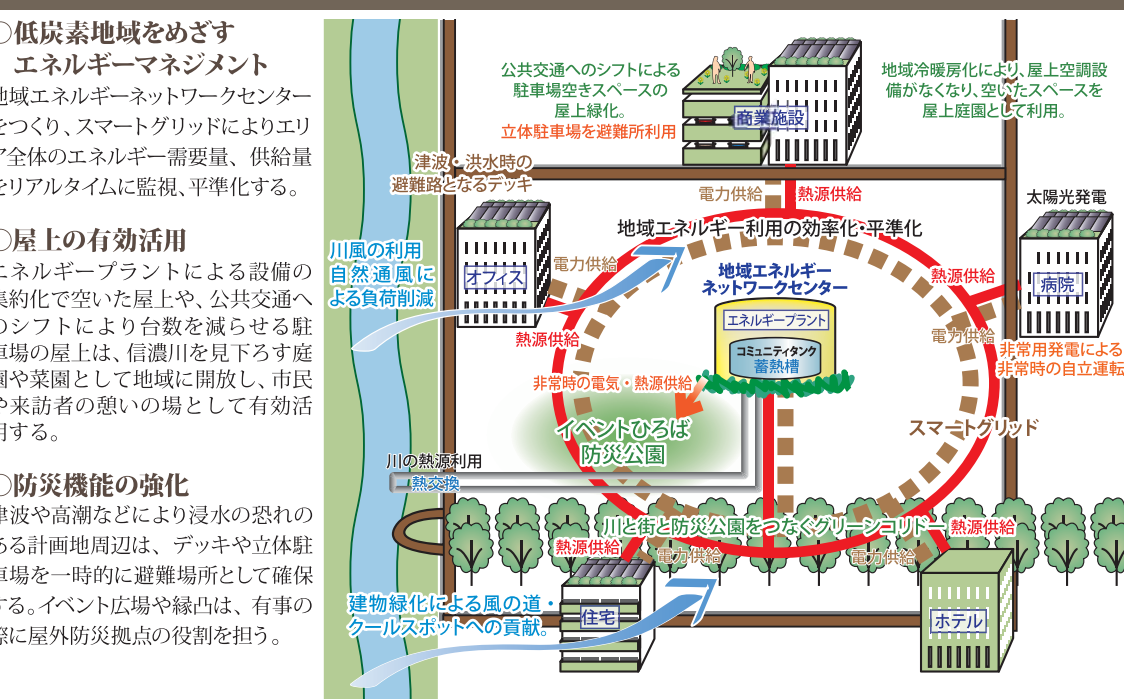 ○低炭素地域をめざす
エネルギーマネジメント
地域エネルギーネットワークセンター
をつくり、スマートグリッドによりエリ
ア全体のエネルギー需要量、供給量
をリアルタイムに監視、平準化する。
○屋上の有効活用
エネルギープラントによる設備の
集約化で空いた屋上や、公共交通へ
のシフトにより台数を減らせる駐
車場の屋上は、信濃川を見下ろす庭
園や菜園として地域に開放し、市民
や来訪者の憩いの場として有効活
用する。
○防災機能の強化
津波や高潮などにより浸水の恐れの
ある計画地周辺は、デッキや立体駐
車場を一時的に避難場所として確保
する。イベント広場や緑凸は、有事の
際に屋外防災拠点の役割を担う。
公共交通へのシフトによる
駐車場空きスペースの
屋上緑化。
立体駐車場を避難所利用
商業施設
地域冷暖房化により、屋上空調設
備がなくなり、空いたスペースを
屋上庭園として利用。
津波・洪水時の
避難路となるデッキ
電力供給
熱源供給
太陽光発電
地域エネルギー利用の効率化・平準化
川風の利用
自然通風に
よる負荷削減
オフィス
電力供給
熱源供給
地域エネルギー
ネットワークセンター
エネルギープラント
コミュニティタンク
蓄熱槽
熱源供給
病院
電力供給
非常用発電による
非常時の自立運転
非常時の電気・熱源供給
イベントひろば
防災公園
スマートグリッド
川の熱源利用
熱交換
川と街と防災公園をつなぐグリーンコリドー
熱源供給
熱源供給
電力供給
電力供給
建物緑化による風の道・
クールスポットへの貢献。
住宅
ホテル